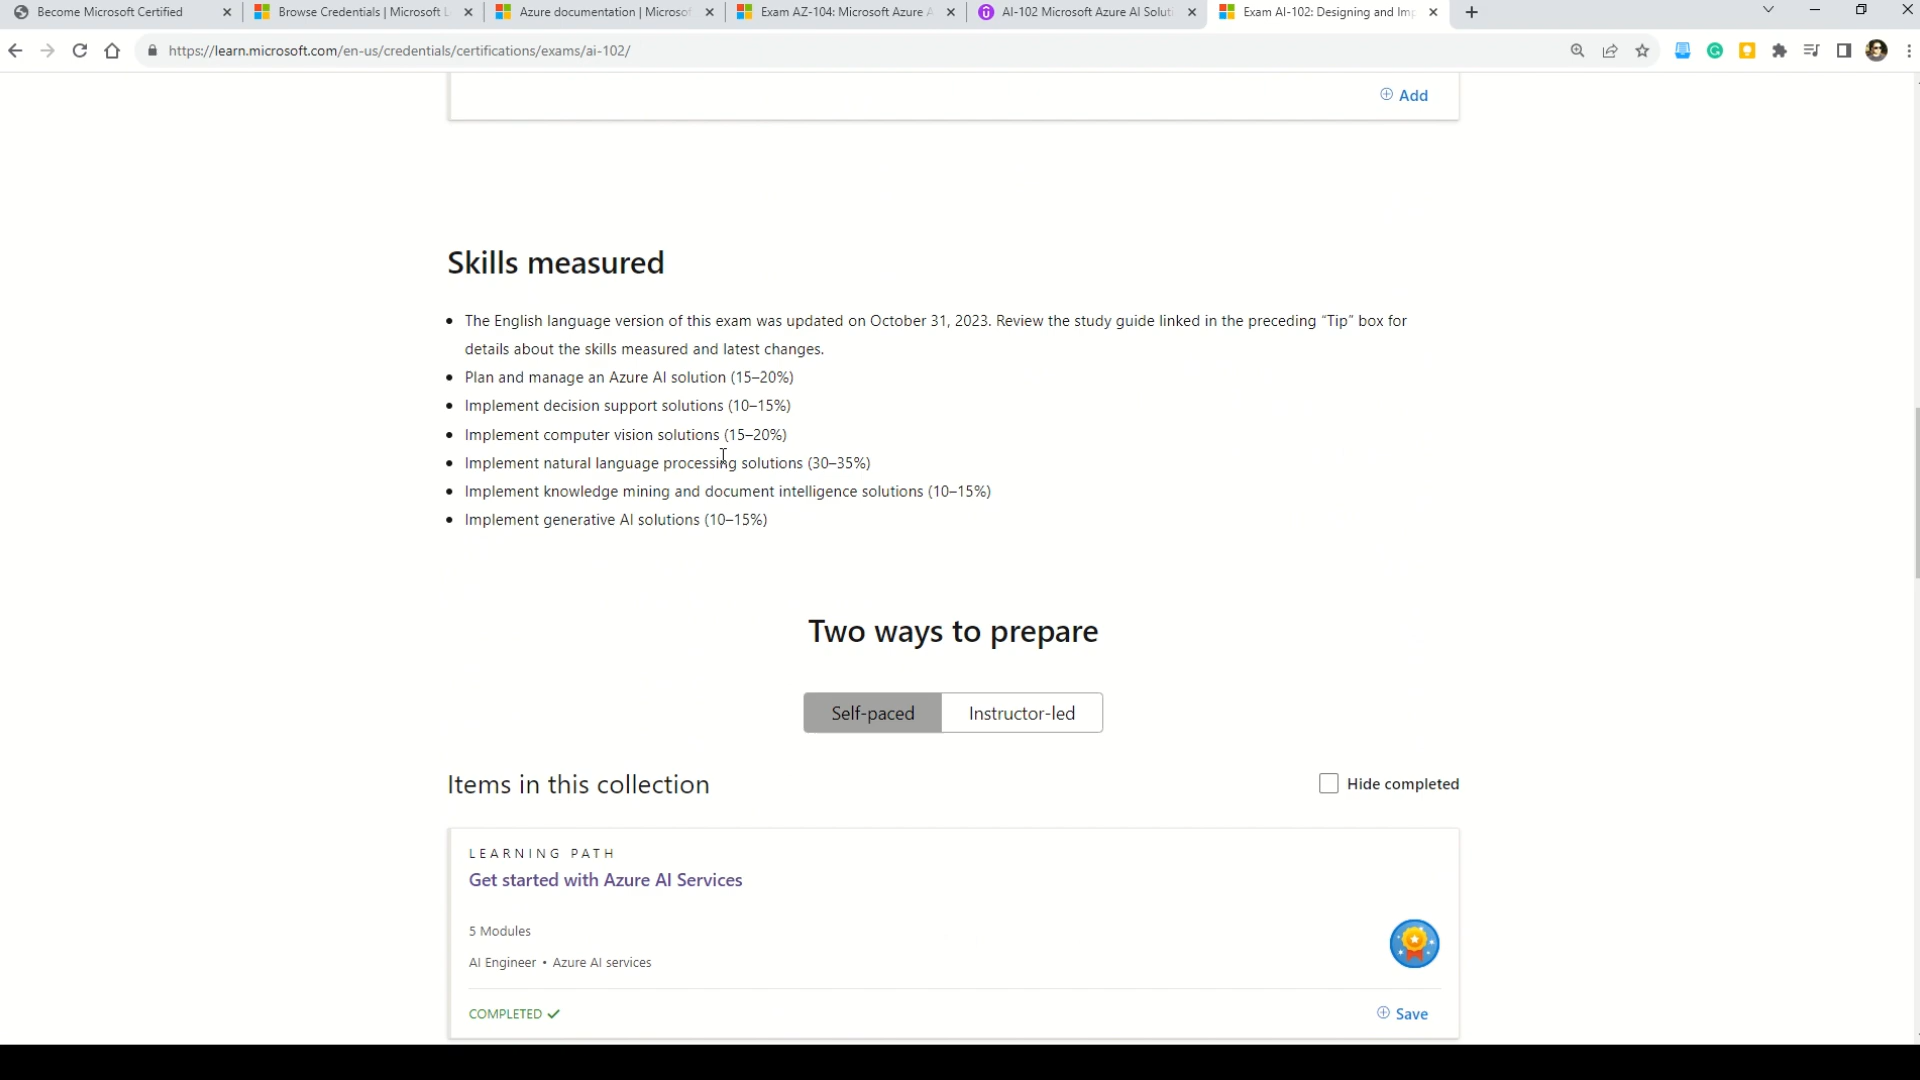 Become Microsoft Certified
Browse Credentials | Microsoft L
Azure documentation | Microsof
Exam AZ-104: Microsoft Azure A
AI-102 Microsoft Azure AI Soluti
Exam AI-102: Designing and Imp
https://learn.microsoft.com/en-us/credentials/certifications/exams/ai-102/
Add
Skills measured
• The English language version of this exam was updated on October 31, 2023. Review the study guide linked in the preceding “Tip” box for
details about the skills measured and latest changes.
• Plan and manage an Azure AI solution (15–20%)
• Implement decision support solutions (10–15%)
• Implement computer vision solutions (15–20%)
• Implement natural language processing solutions (30–35%)
• Implement knowledge mining and document intelligence solutions (10–15%)
• Implement generative AI solutions (10–15%)
Two ways to prepare
Self-paced Instructor-led
Items in this collection
Hide completed
LEARNING PATH
Get started with Azure AI Services
5 Modules
AI Engineer • Azure AI services
COMPLETED ✓
Save